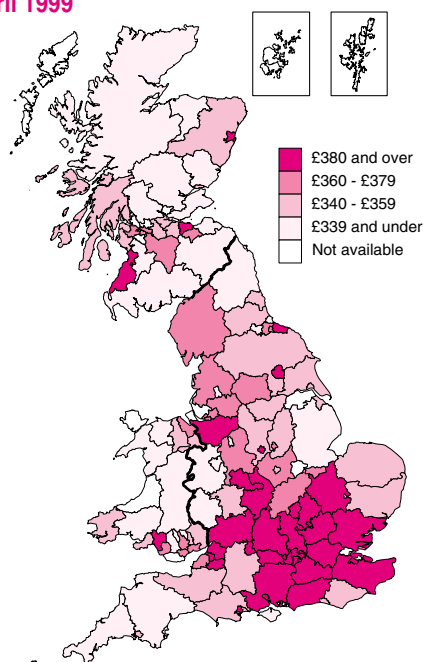 ril 1999
£380 and over
£360 - £379
£340 - £359
£339 and under
Not available